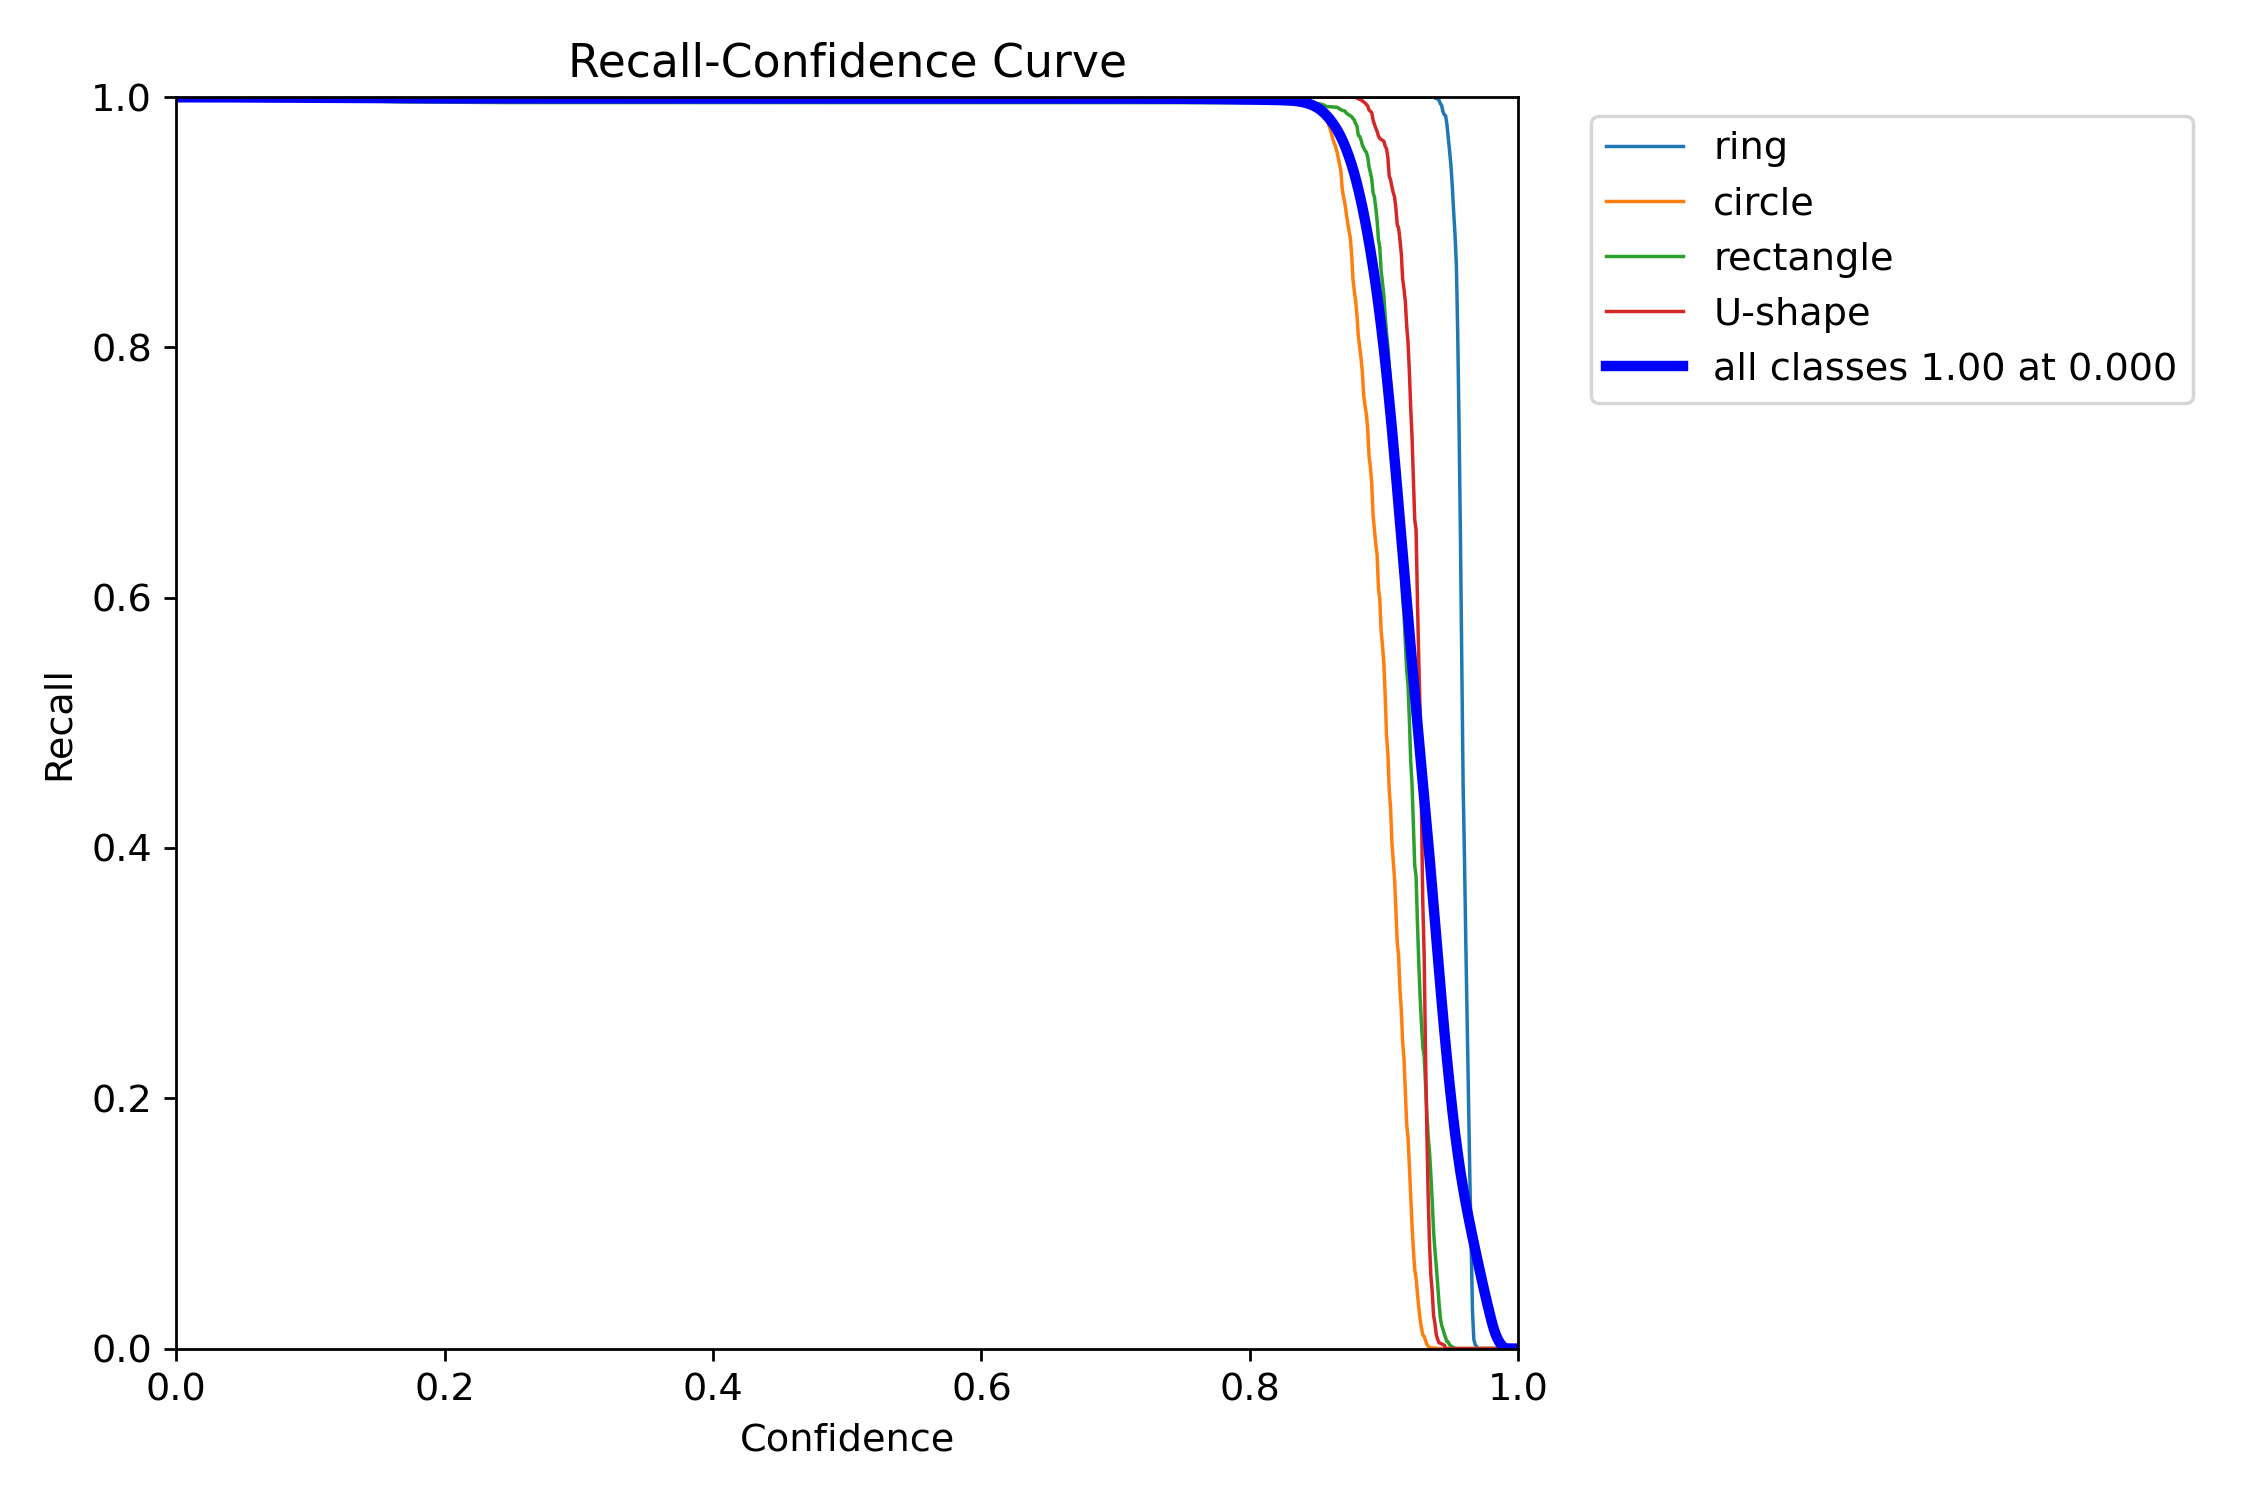 Recall-Confidence Curve
1.0
0.8
0.6
0.4
0.2
0.0
Recall
0.0 0.2 0.4 0.6 0.8 1.0
Confidence
ring
circle
rectangle
U-shape
all classes 1.00 at 0.000